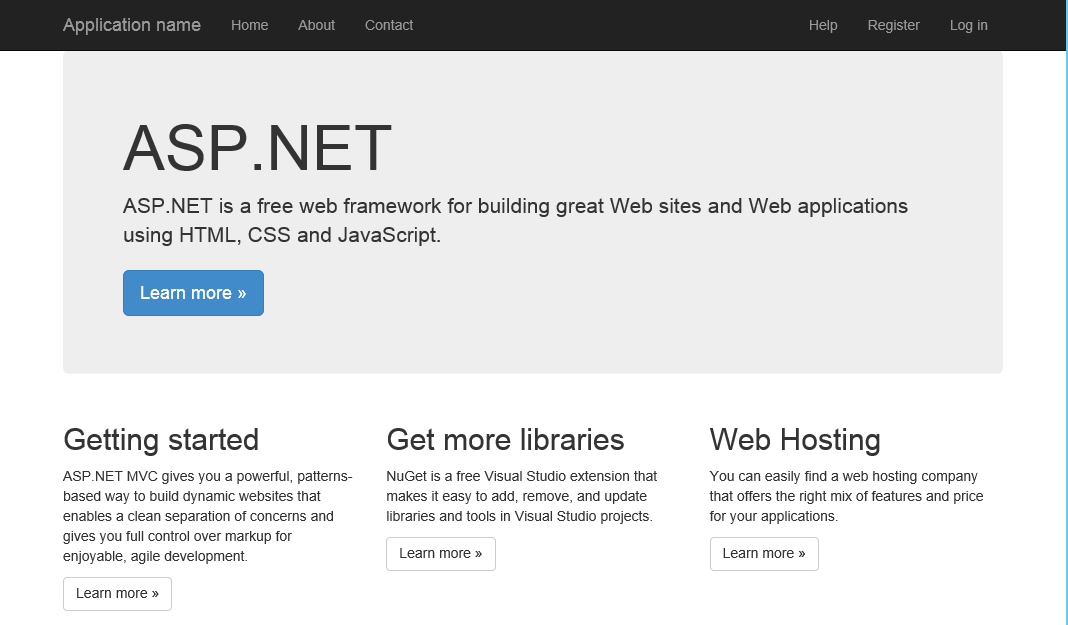 Application name Home About Contact Help Register Log in
ASP.NET
ASP.NET is a free web framework for building great Web sites and Web applications
using HTML, CSS and JavaScript.
Learn more »
Getting started
ASP.NET MVC gives you a powerful, patterns-
based way to build dynamic websites that
enables a clean separation of concerns and
gives you full control over markup for
enjoyable, agile development.
Learn more »
Get more libraries
NuGet is a free Visual Studio extension that
makes it easy to add, remove, and update
libraries and tools in Visual Studio projects.
Learn more »
Web Hosting
You can easily find a web hosting company
that offers the right mix of features and price
for your applications.
Learn more »